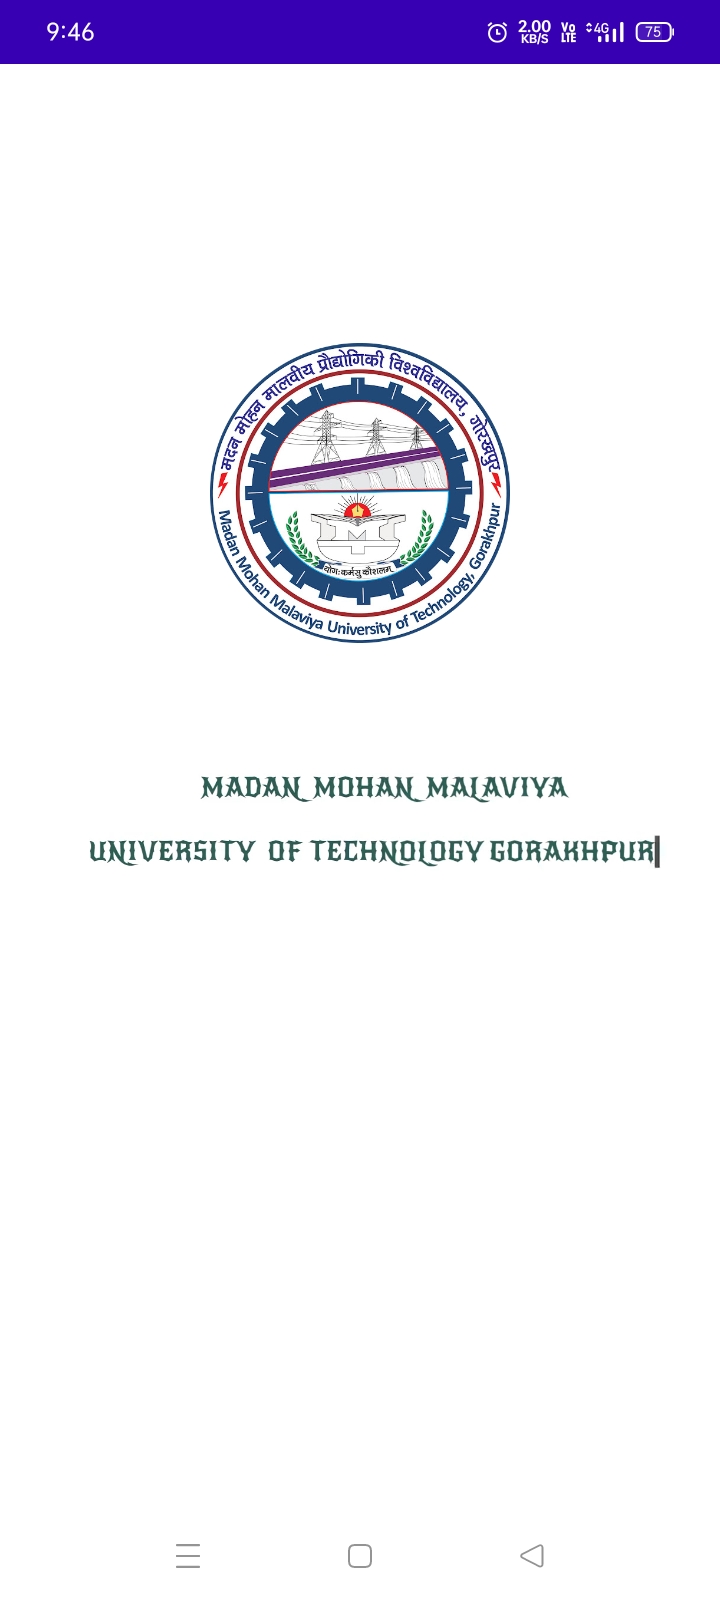 9:46
2.00
KB/S
Vo
LTE
4G
75
मदन मोहन मालवीय प्रौद्योगिकी विश्वविद्यालय, गोरखपुर
योगः कर्मसु कौशलम्
Madan Mohan Malaviya University of Technology, Gorakhpur
MADAN MOHAN MALAVIYA
UNIVERSITY OF TECHNOLOGY GORAKHPUR